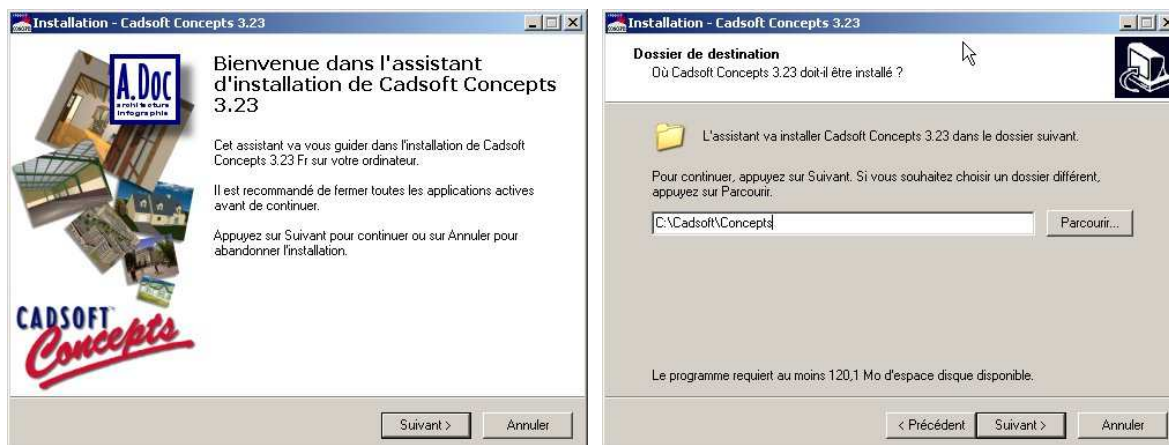 Installation - Cadsoft Concepts 3.23
A.DOC
architecture
infographie
Bienvenue dans l'assistant
d'installation de Cadsoft Concepts
3.23
Cet assistant va vous guider dans l'installation de Cadsoft
Concepts 3.23 Fr sur votre ordinateur.
Il est recommandé de fermer toutes les applications actives
avant de continuer.
Appuyez sur Suivant pour continuer ou sur Annuler pour
abandonner l'installation.
CADSOFT
Concepts
Suivant >
Annuler
Installation - Cadsoft Concepts 3.23
Dossier de destination
Où Cadsoft Concepts 3.23 doit-il être installé ?
L'assistant va installer Cadsoft Concepts 3.23 dans le dossier suivant.
Pour continuer, appuyez sur Suivant. Si vous souhaitez choisir un dossier différent,
appuyez sur Parcourir.
C:\Cadsoft\Concepts
Parcourir...
Le programme requiert au moins 120,1 Mo d'espace disque disponible.
< Précédent
Suivant >
Annuler